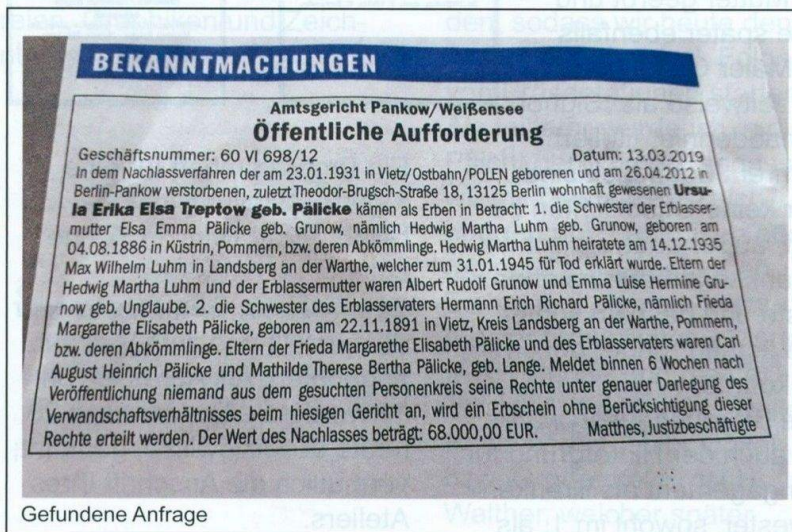 BEKANNTMACHUNGEN
Amtsgericht Pankow/Weißensee
Öffentliche Aufforderung
Geschäftsnummer: 60 VI 698/12 Datum: 13.03.2019
In dem Nachlassverfahren der am 23.01.1931 in Vietz/Ostbahn/POLEN geborenen und am 26.04.2012 in
Berlin-Pankow verstorbenen, zuletzt Theodor-Brugsch-Straße 18, 13125 Berlin wohnhaft gewesenen Ursu-
la Erika Elsa Treptow geb. Pälicke kämen als Erben in Betracht: 1. die Schwester der Erblasser-
mutter Elsa Emma Pälicke geb. Grunow, nämlich Hedwig Martha Luhm geb. Grunow, geboren am
04.08.1886 in Küstrin, Pommern, bzw. deren Abkömmlinge. Hedwig Martha Luhm heiratete am 14.12.1935
Max Wilhelm Luhm in Landsberg an der Warthe, welcher zum 31.01.1945 für Tod erklärt wurde. Eltern der
Hedwig Martha Luhm und der Erblassermutter waren Albert Rudolf Grunow und Emma Luise Hermine Gru-
now geb. Unglaube. 2. die Schwester des Erblasservaters Hermann Erich Richard Pälicke, nämlich Frieda
Margarethe Elisabeth Pälicke, geboren am 22.11.1891 in Vietz, Kreis Landsberg an der Warthe, Pommern,
bzw. deren Abkömmlinge. Eltern der Frieda Margarethe Elisabeth Pälicke und des Erblasservaters waren Carl
August Heinrich Pälicke und Mathilde Therese Bertha Pälicke, geb. Lange. Meldet binnen 6 Wochen nach
Veröffentlichung niemand aus dem gesuchten Personenkreis seine Rechte unter genauer Darlegung des
Verwandschaftsverhältnisses beim hiesigen Gericht an, wird ein Erbschein ohne Berücksichtigung dieser
Rechte erteilt werden. Der Wert des Nachlasses beträgt: 68.000,00 EUR. Matthes, Justizbeschäftigte
Gefundene Anfrage